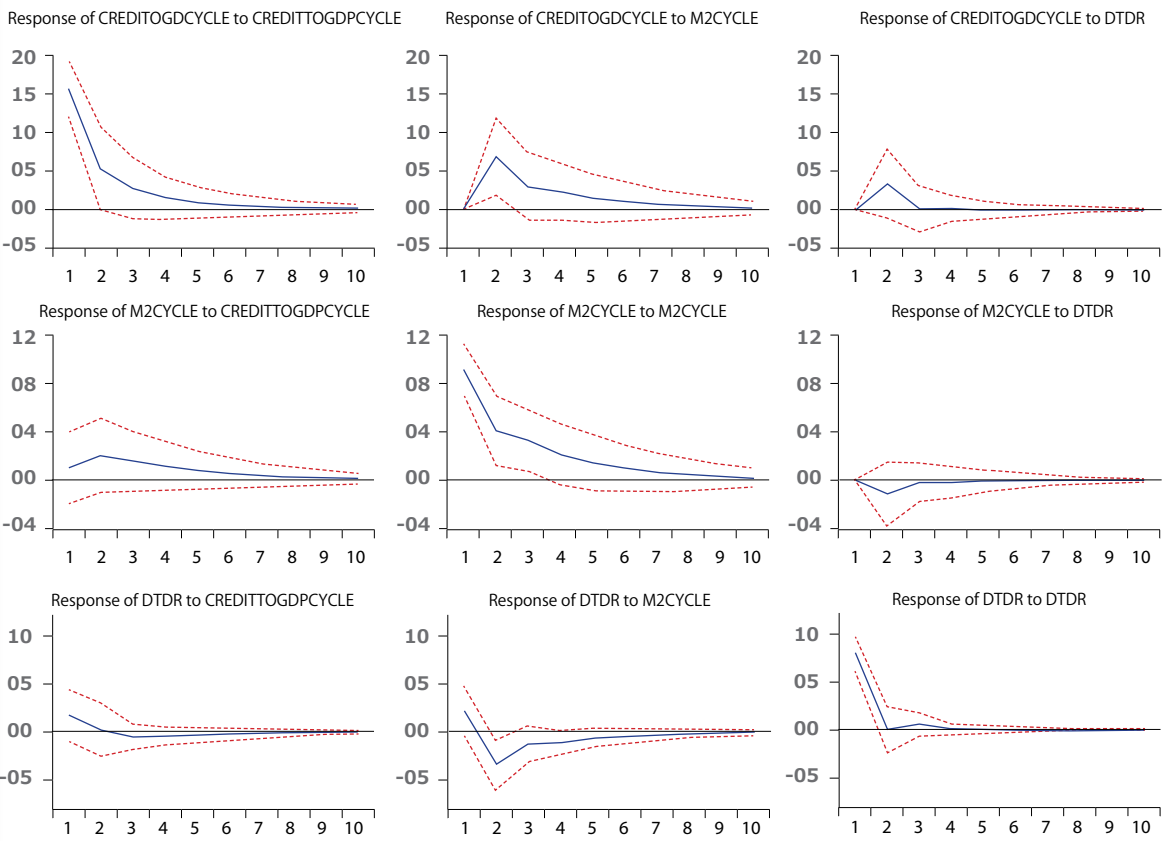 Response of CREDITOGDCYCLE to CREDITTOGDPCYCLE
20
15
10
05
00
-05
1 2 3 4 5 6 7 8 9 10
Response of CREDITOGDCYCLE to M2CYCLE
20
15
10
05
00
-05
1 2 3 4 5 6 7 8 9 10
Response of CREDITOGDCYCLE to DTDR
20
15
10
05
00
-05
1 2 3 4 5 6 7 8 9 10
Response of M2CYCLE to CREDITTOGDPCYCLE
12
08
04
00
-04
1 2 3 4 5 6 7 8 9 10
Response of M2CYCLE to M2CYCLE
12
08
04
00
-04
1 2 3 4 5 6 7 8 9 10
Response of M2CYCLE to DTDR
12
08
04
00
-04
1 2 3 4 5 6 7 8 9 10
Response of DTDR to CREDITTOGDPCYCLE
10
05
00
-05
1 2 3 4 5 6 7 8 9 10
Response of DTDR to M2CYCLE
10
05
00
-05
1 2 3 4 5 6 7 8 9 10
Response of DTDR to DTDR
10
05
00
-05
1 2 3 4 5 6 7 8 9 10